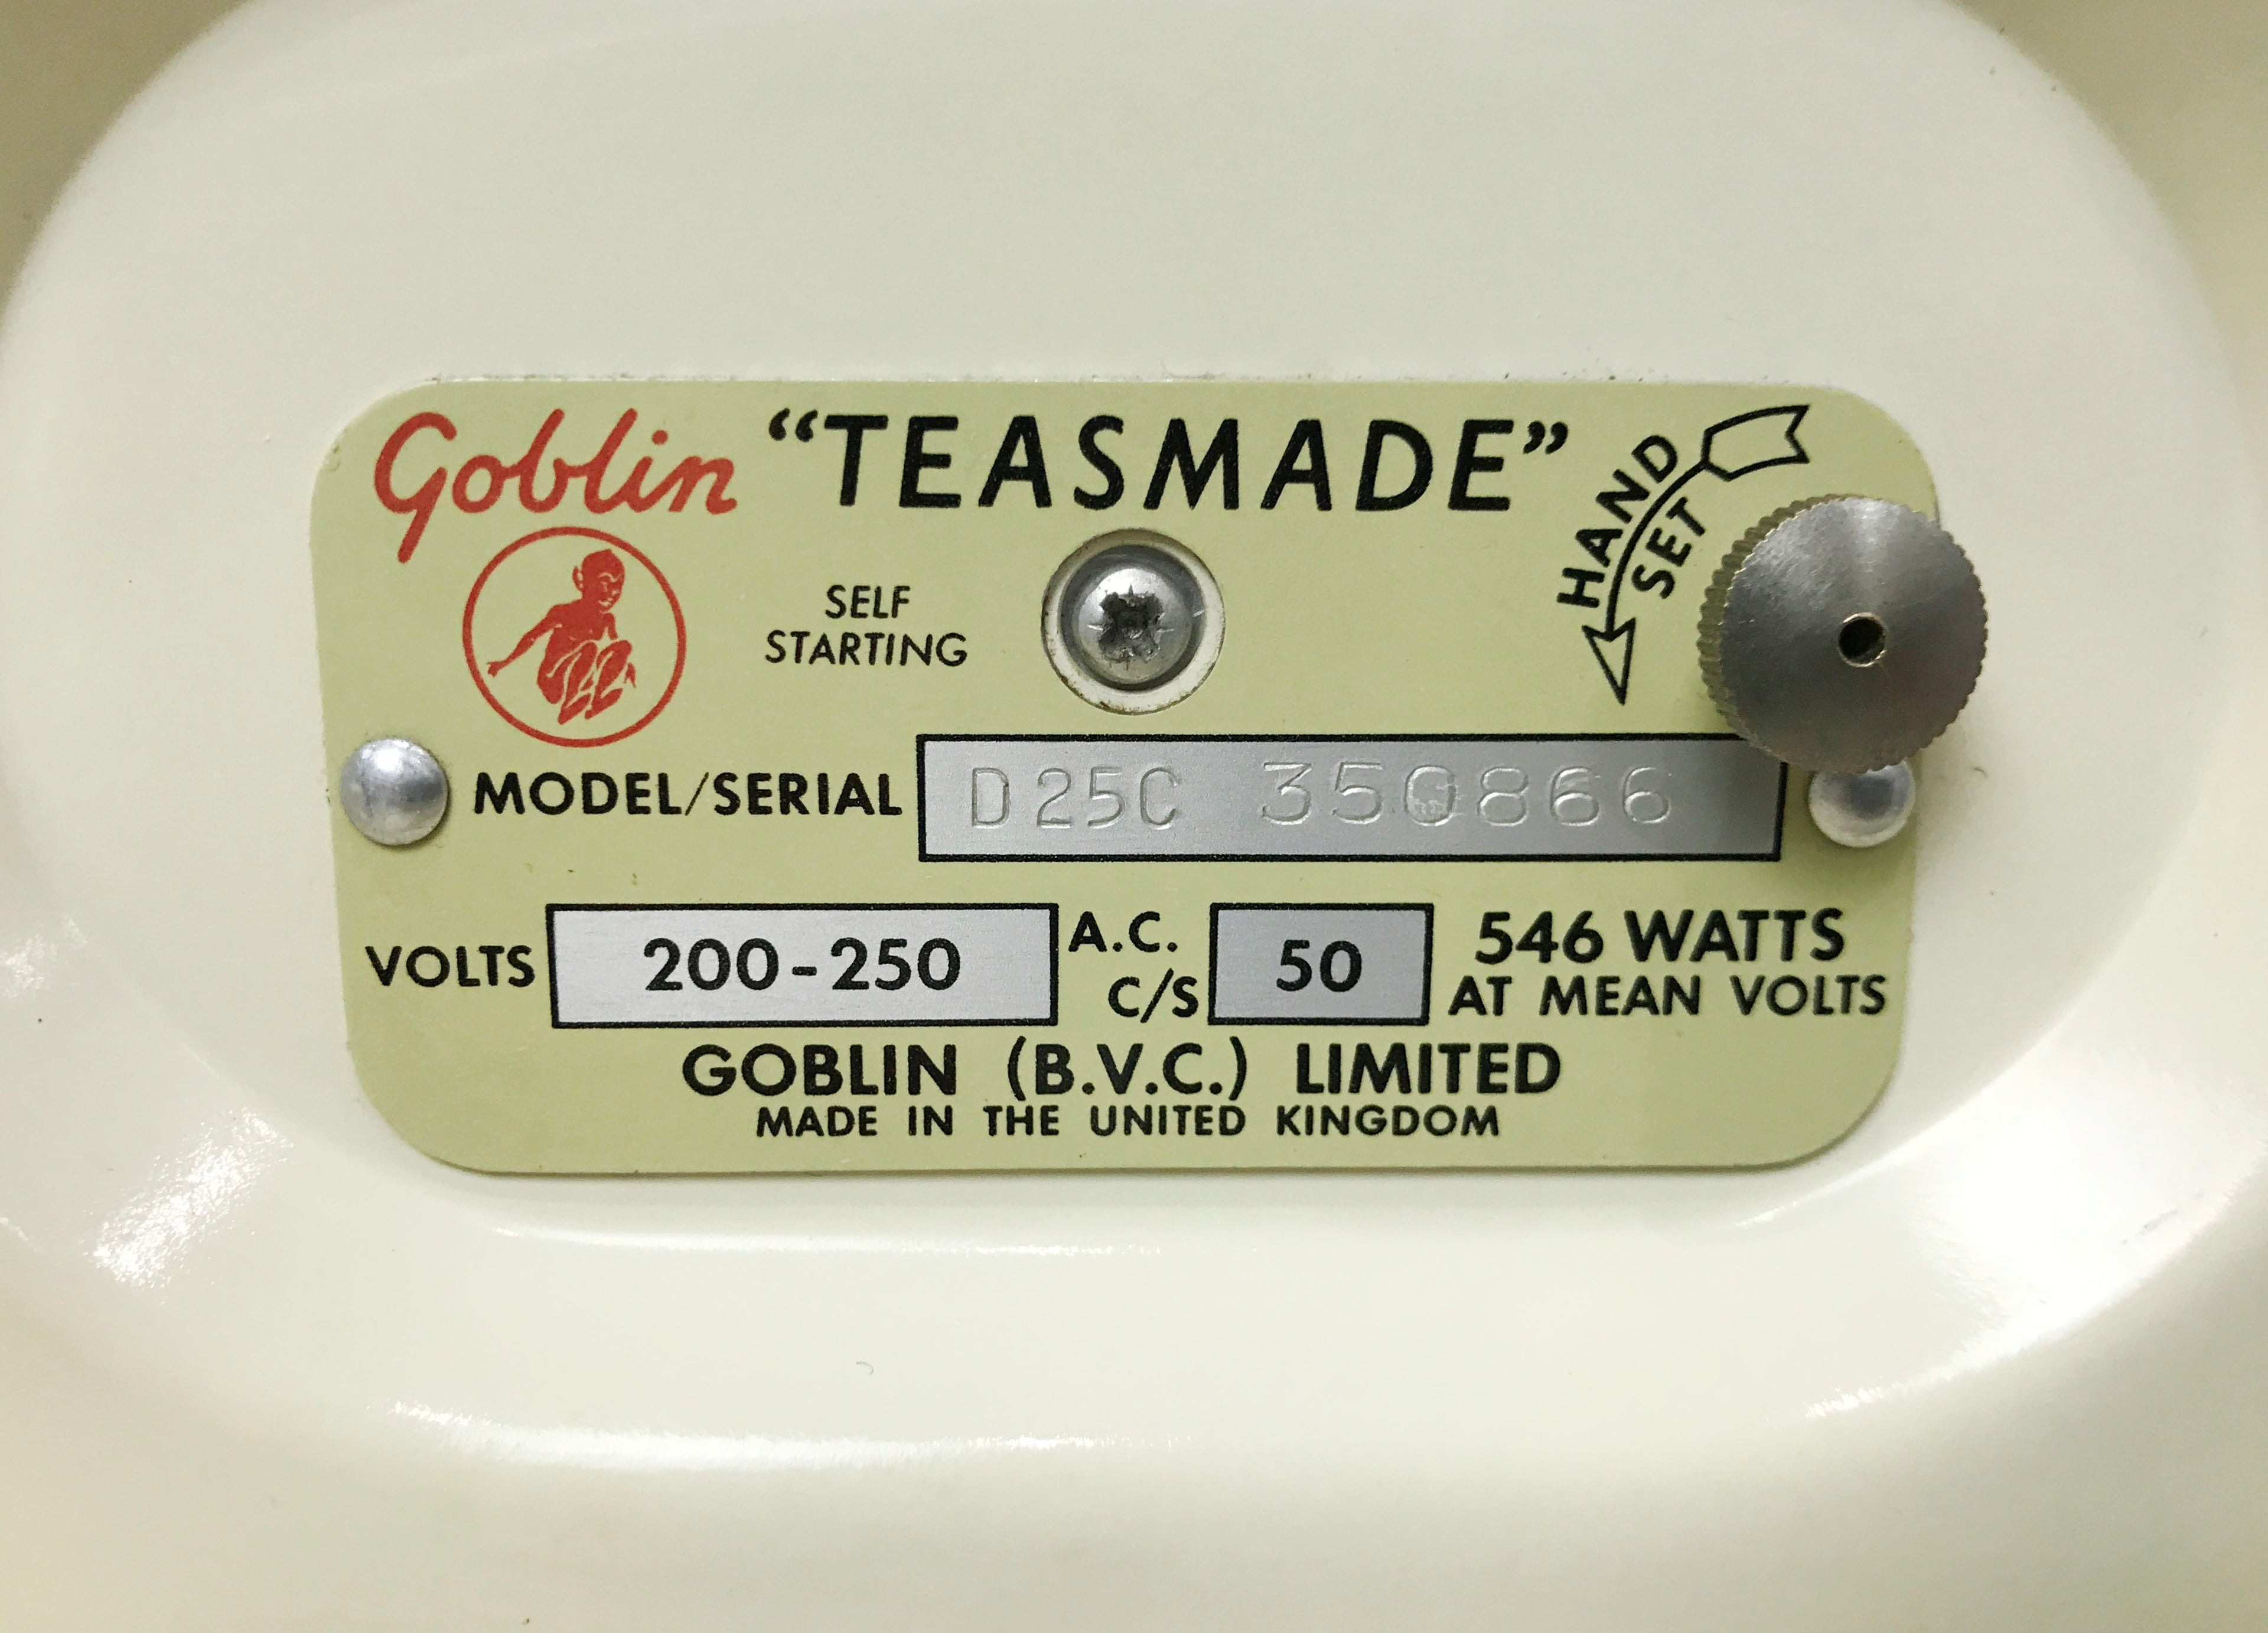 Goblin “TEASMADE”
HAND
SET
SELF
STARTING
MODEL/SERIAL D25C 350866
VOLTS 200-250 A.C. C/S 50 546 WATTS
AT MEAN VOLTS
GOBLIN (B.V.C.) LIMITED
MADE IN THE UNITED KINGDOM